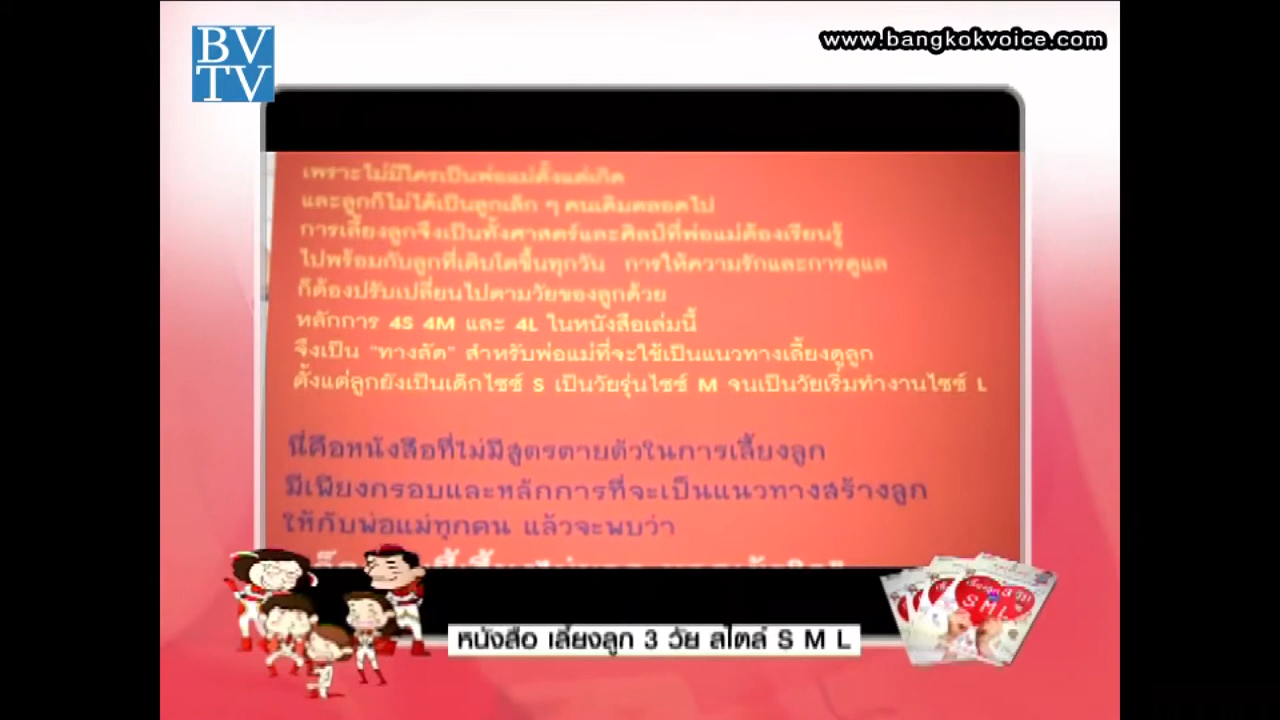 BV
TV
www.bangkokvoice.com
เพราะไม่มีใครเป็นพ่อแม่ตั้งแต่เกิด
และลูกก็ไม่ได้เป็นลูกเล็ก ๆ คนเดิมตลอดไป
การเลี้ยงลูกจึงเป็นทั้งศาสตร์และศิลป์ที่พ่อแม่ต้องเรียนรู้
ไปพร้อมกับลูกที่เติบโตขึ้นทุกวัน การให้ความรักและการดูแล
ก็ต้องปรับเปลี่ยนไปตามวัยของลูกด้วย
หลักการ 4S 4M และ 4L ในหนังสือเล่มนี้
จึงเป็น "ทางลัด" สำหรับพ่อแม่ที่จะใช้เป็นแนวทางเลี้ยงดูลูก
ตั้งแต่ลูกยังเป็นเด็กไซซ์ S เป็นวัยรุ่นไซซ์ M จนเป็นวัยเริ่มทำงานไซซ์ L
นี่คือหนังสือที่ไม่มีสูตรตายตัวในการเลี้ยงลูก
มีเพียงกรอบและหลักการที่จะเป็นแนวทางสร้างลูก
ให้กับพ่อแม่ทุกคน แล้วจะพบว่า
เลี้ยงลูก 3 วัย
S M L
หนังสือ เลี้ยงลูก 3 วัย สไตล์ S M L